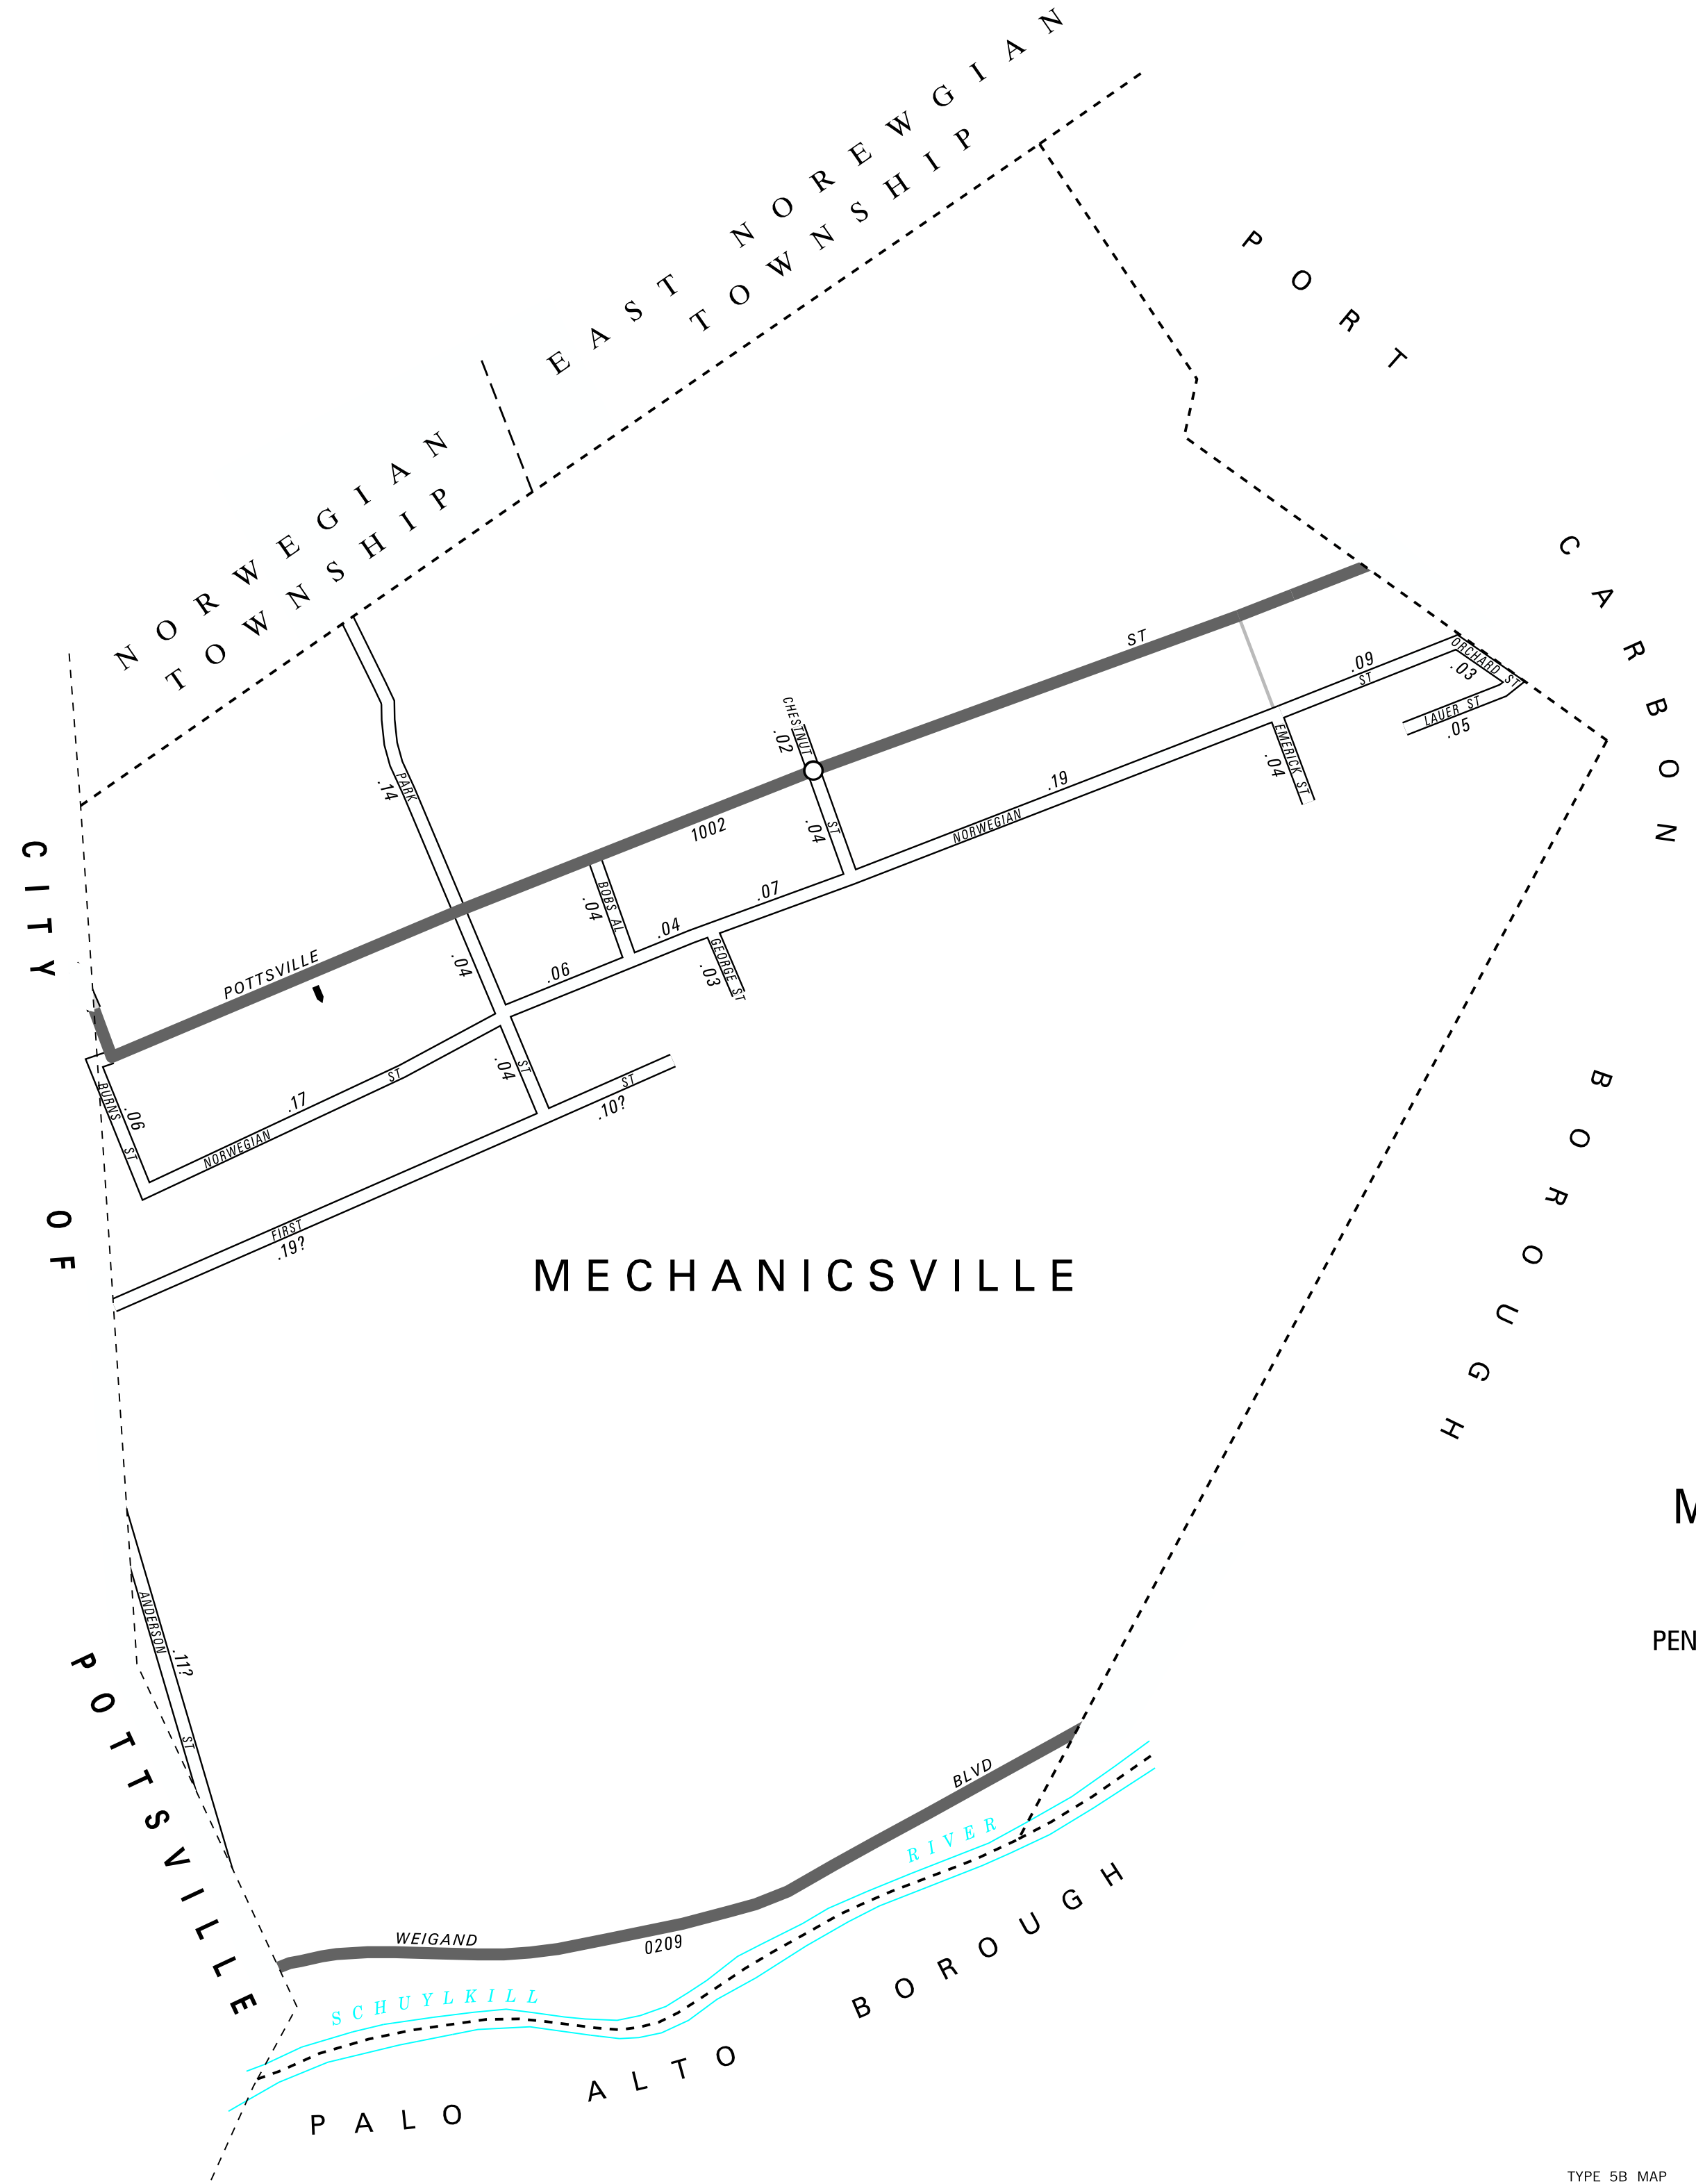 EAST NOREWGIAN
TOWNSHIP
NORWEGIAN
TOWNSHIP
PORT CARBON BOROUGH
CITY OF POTTSVILLE
ST
.09
ST
ORCHARD ST
.03
LAUER ST
.05
CHESTNUT
.02
EMERICK ST
.04
PARK
.14
.19
NORWEGIAN
1002
.04
ST
BOBS AL
.04
.07
.04
GEORGE ST
.03
.06
.04
POTTSVILLE
.04
ST
ST
.10?
ST
.17
NORWEGIAN
BURNS
.06
ST
FIRST
.19?
MECHANICSVILLE
M
PEN
ANDERSON
.11?
ST
BLVD
WEIGAND
0209
RIVER
SCHUYLKILL
PALO ALTO BOROUGH
TYPE 5B MAP